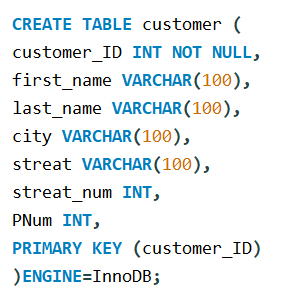 CREATE TABLE customer (
customer_ID INT NOT NULL,
first_name VARCHAR(100),
last_name VARCHAR(100),
city VARCHAR(100),
streat VARCHAR(100),
streat_num INT,
PNum INT,
PRIMARY KEY (customer_ID)
)ENGINE=InnoDB;